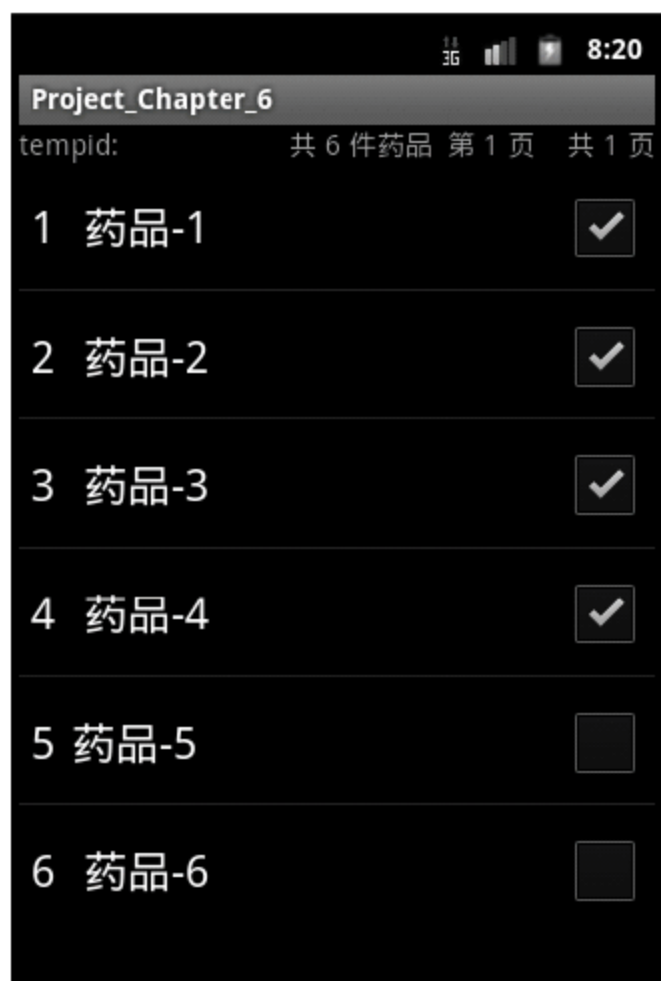 3G 8:20
Project_Chapter_6
tempid: 共 6 件药品 第 1 页 共 1 页
1 药品-1
2 药品-2
3 药品-3
4 药品-4
5 药品-5
6 药品-6